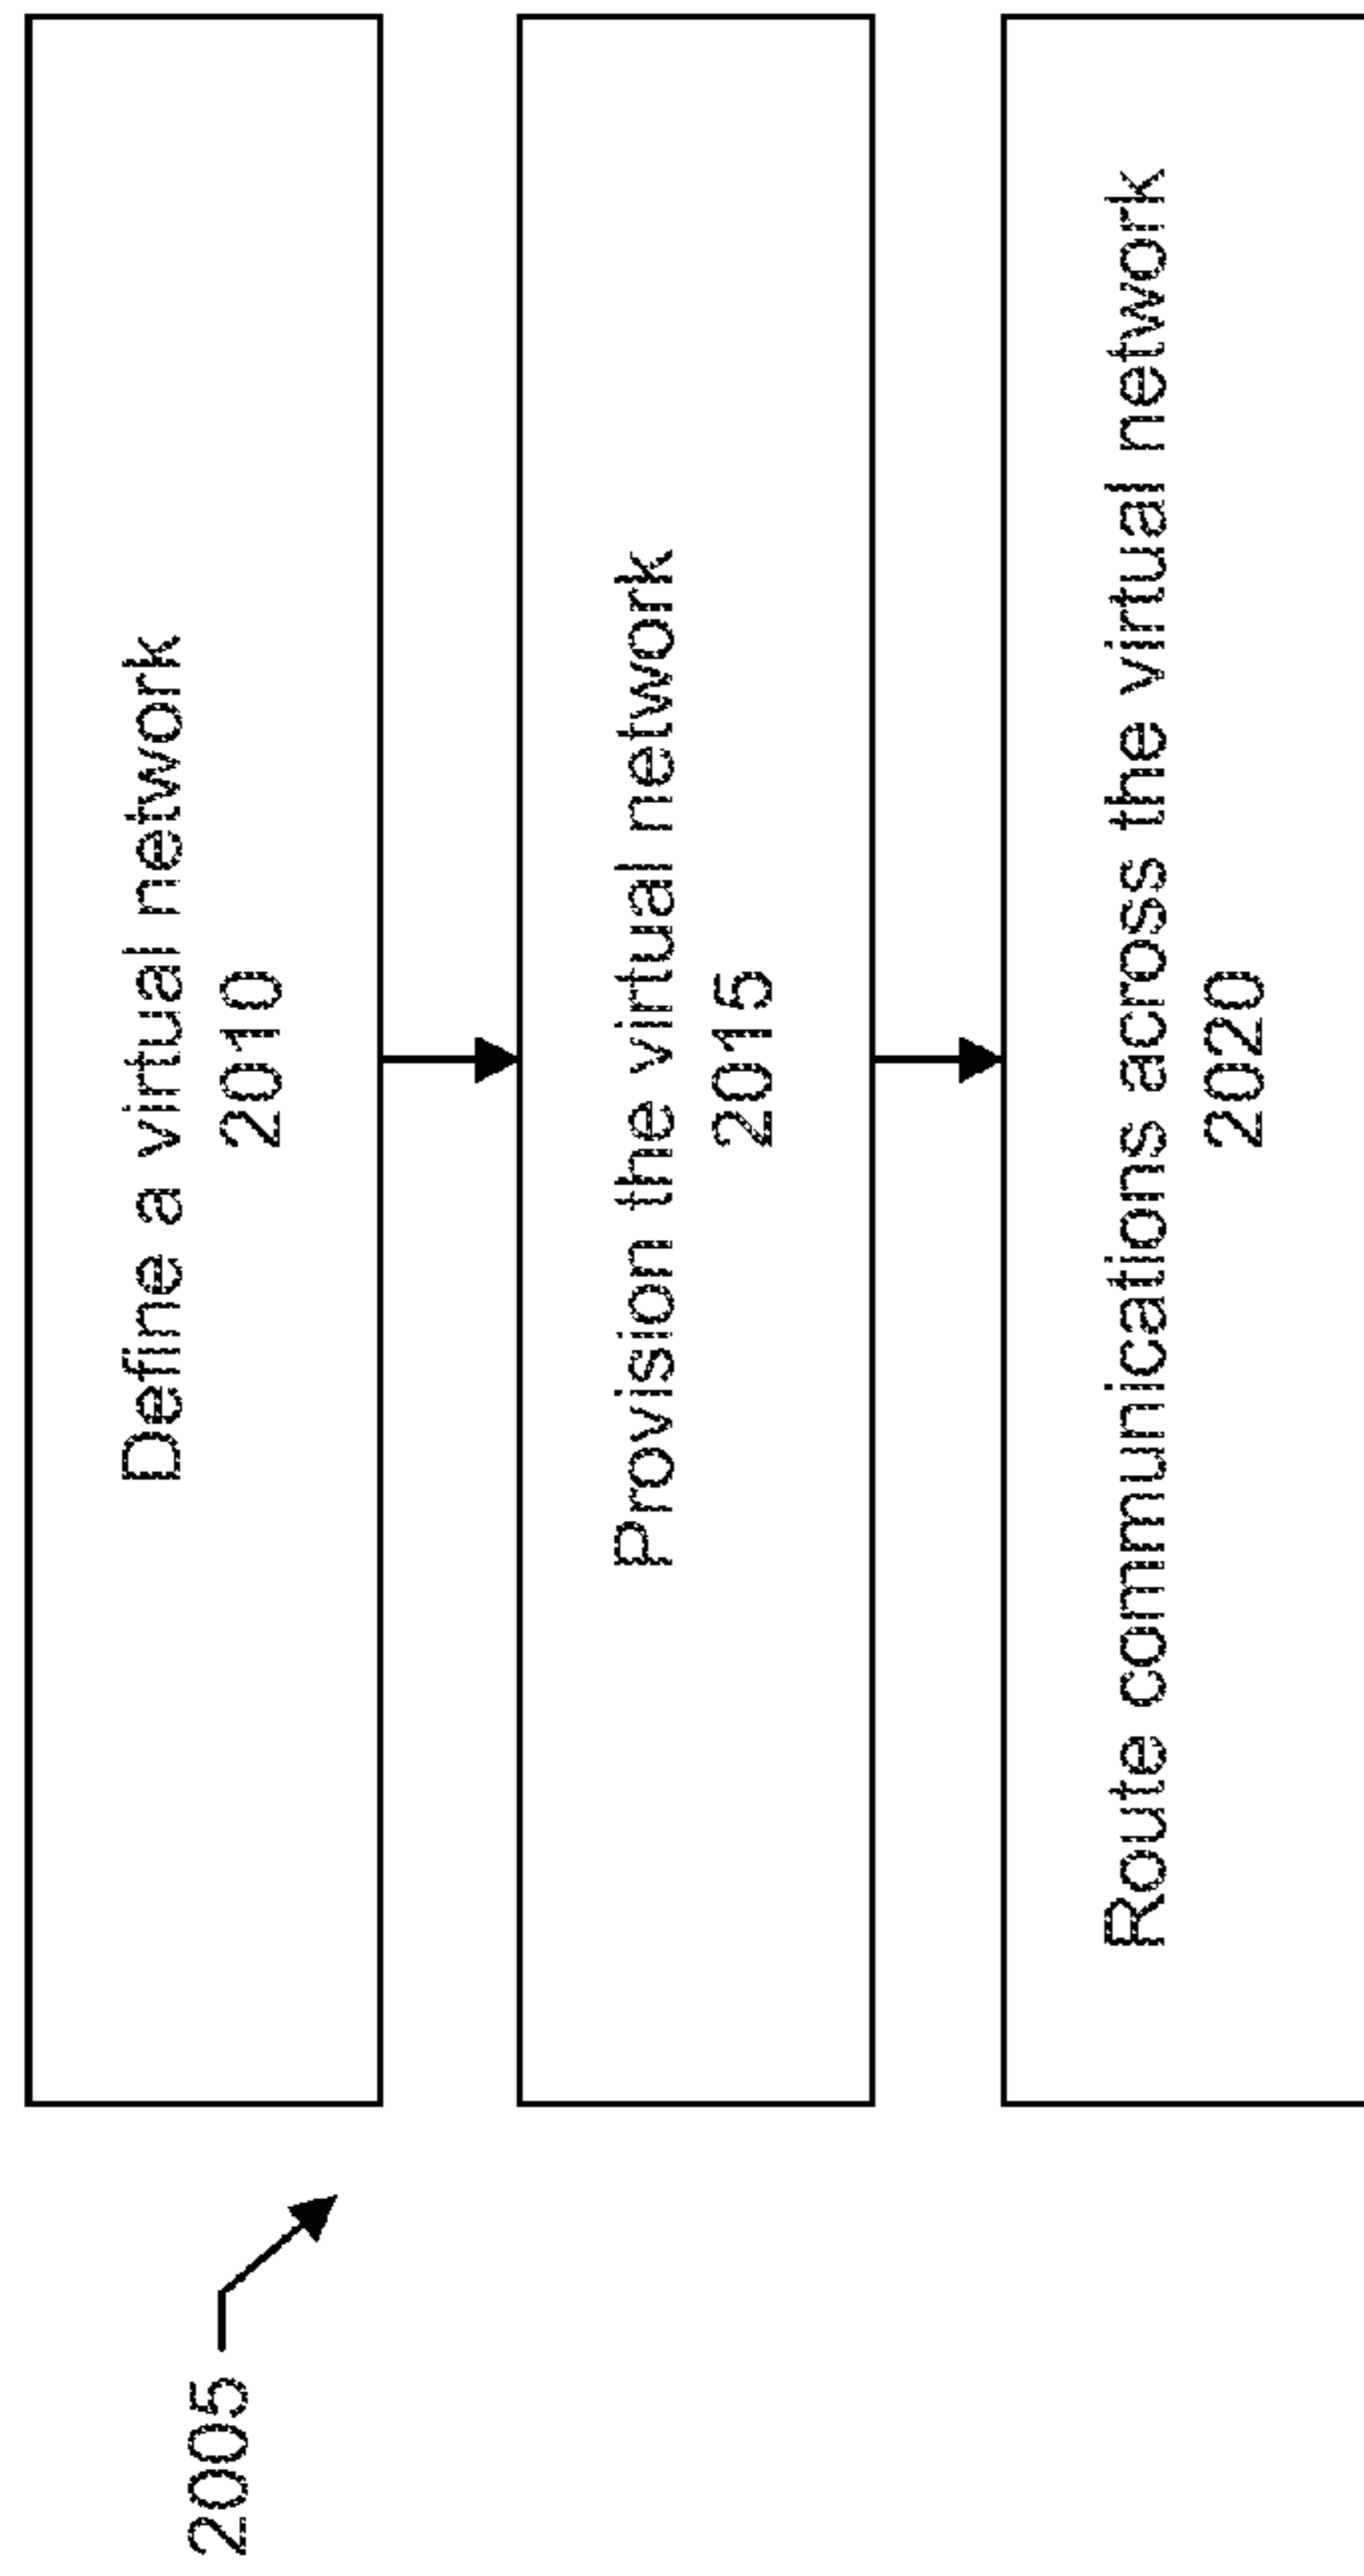 2005
Define a virtual network
2010
Provision the virtual network
2015
Route communications across the virtual network
2020